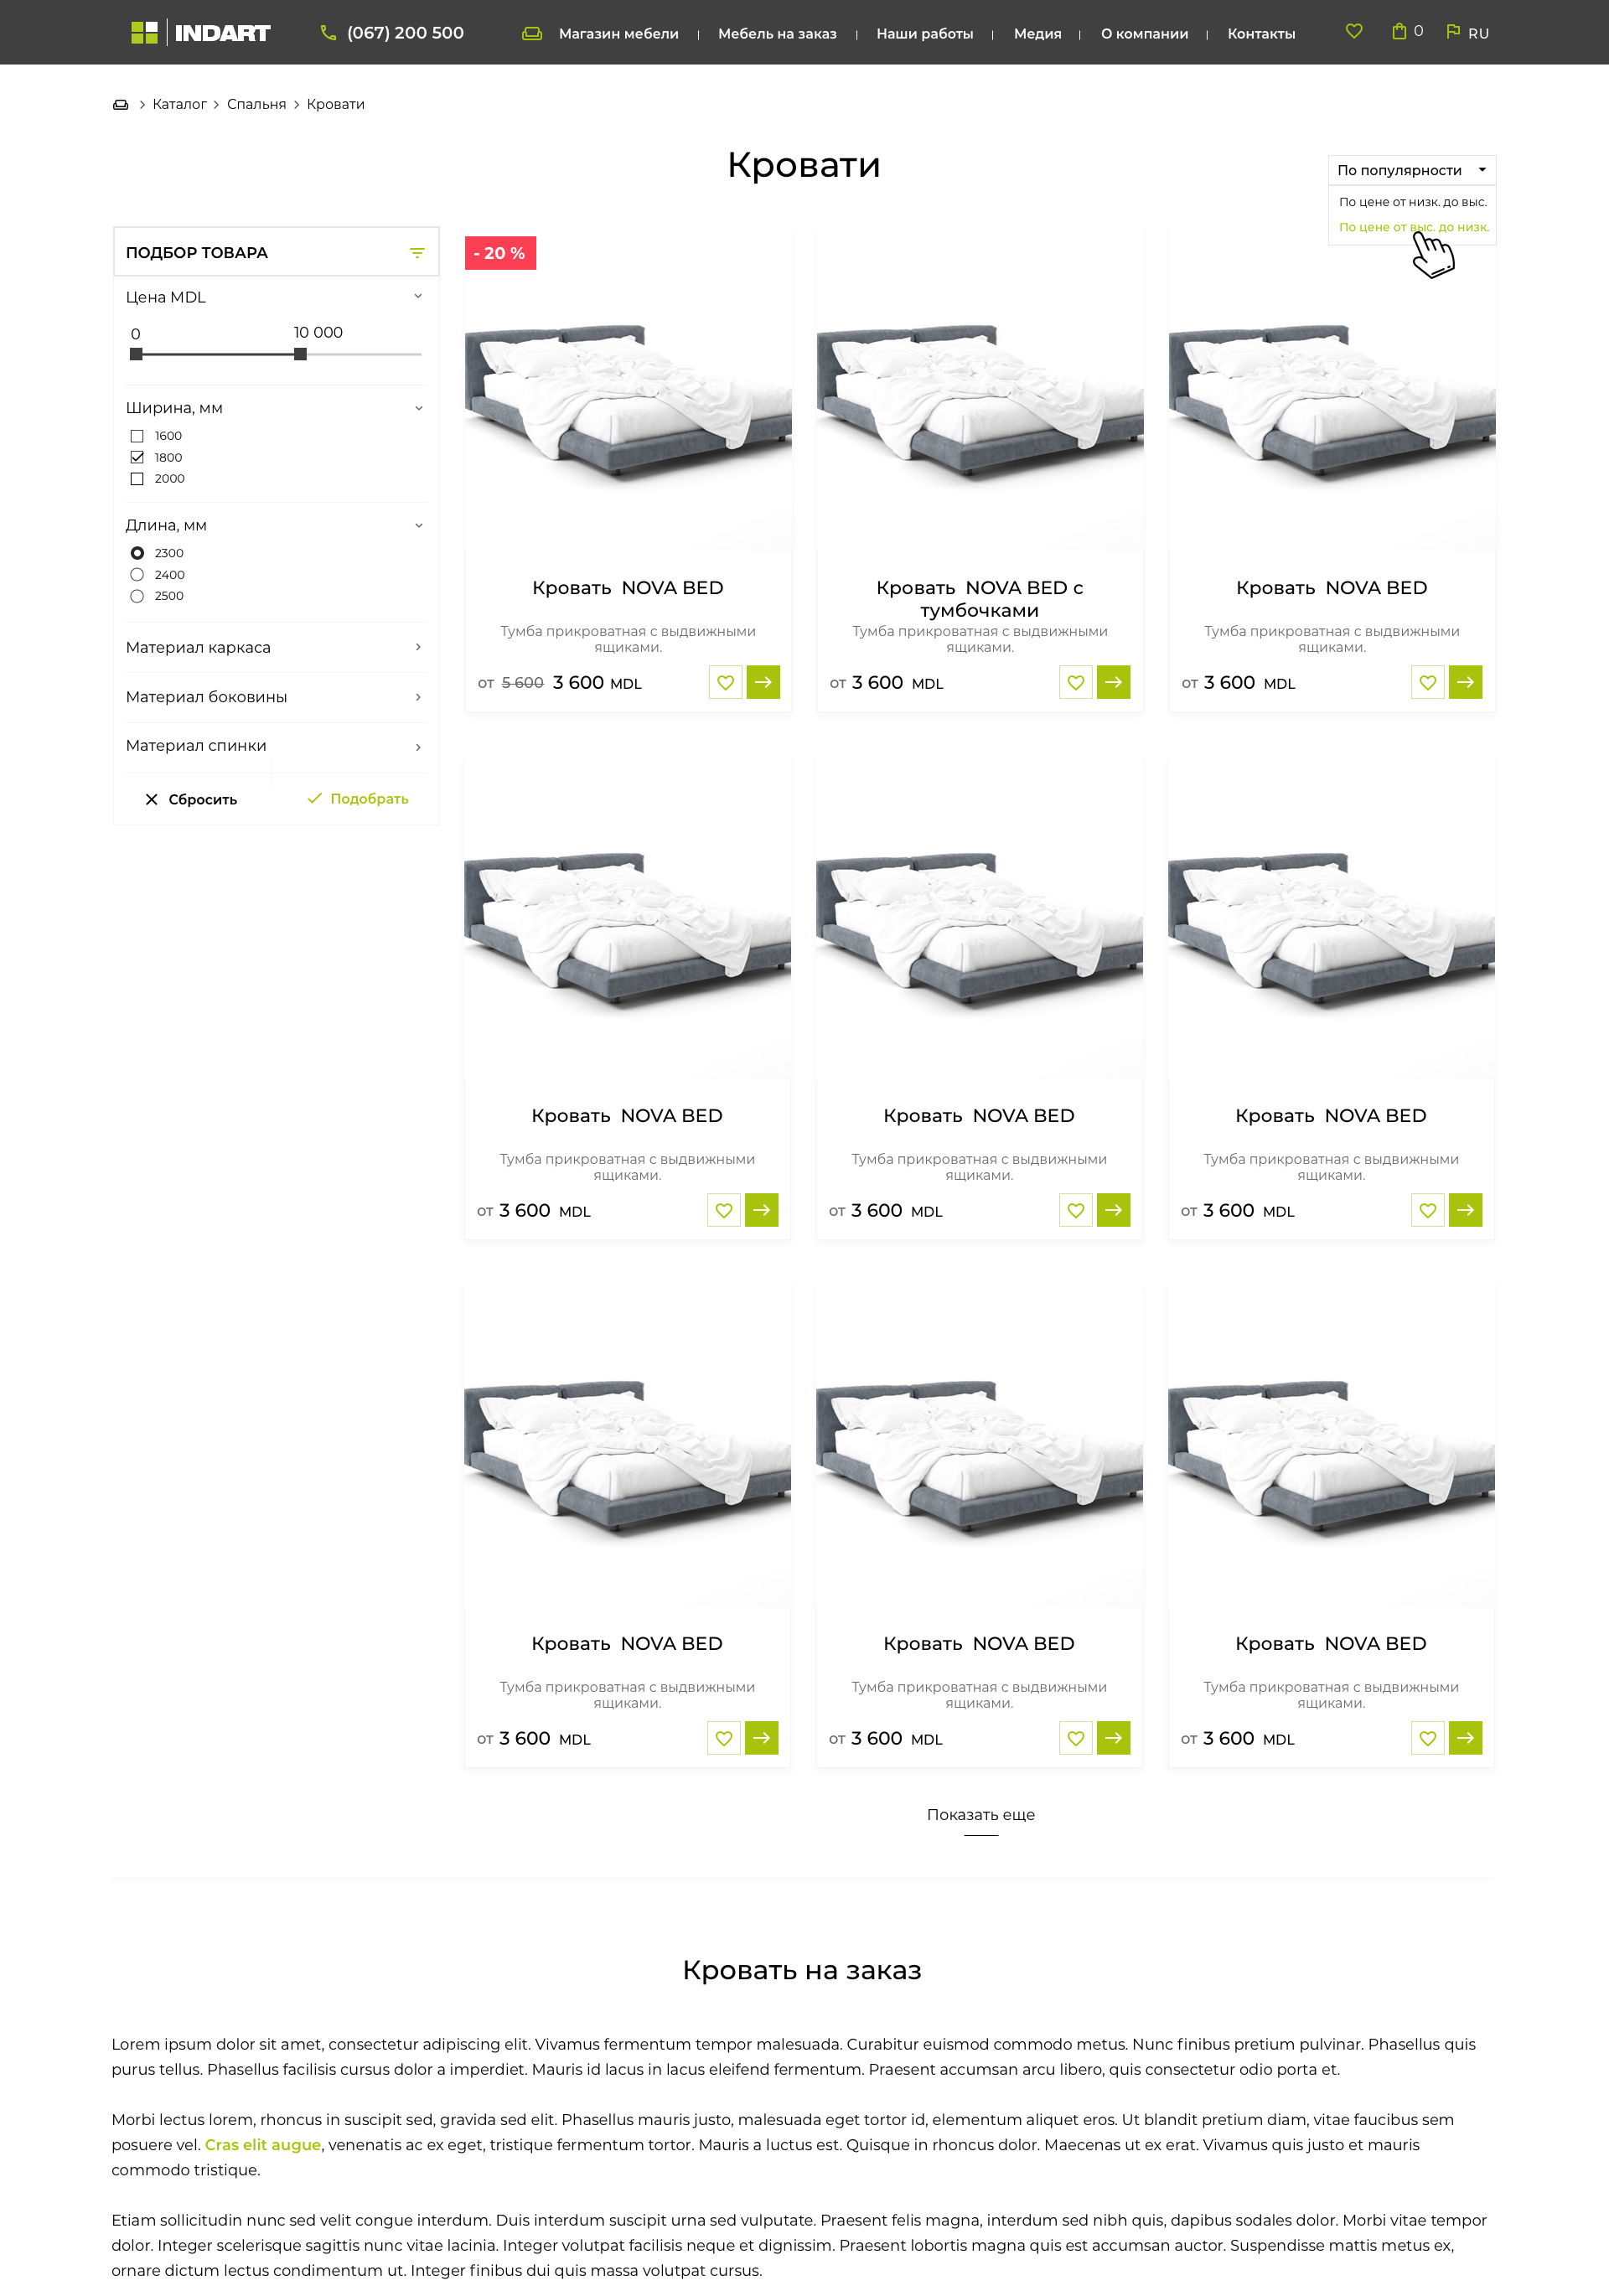 INDART (067) 200 500 Магазин мебели Мебель на заказ Наши работы Медия О компании Контакты 0 RU
Каталог Спальня Кровати
Кровати
По популярности
По цене от низк. до выс.
По цене от выс. до низк.
ПОДБОР ТОВАРА
Цена MDL
0 10 000
Ширина, мм
1600
1800
2000
Длина, мм
2300
2400
2500
Материал каркаса
Материал боковины
Материал спинки
Сбросить Подобрать
- 20 %
Кровать NOVA BED
Тумба прикроватная с выдвижными
ящиками.
от 5 600 3 600 MDL
Кровать NOVA BED с
тумбочками
Тумба прикроватная с выдвижными
ящиками.
от 3 600 MDL
Кровать NOVA BED
Тумба прикроватная с выдвижными
ящиками.
от 3 600 MDL
Кровать NOVA BED
Тумба прикроватная с выдвижными
ящиками.
от 3 600 MDL
Кровать NOVA BED
Тумба прикроватная с выдвижными
ящиками.
от 3 600 MDL
Кровать NOVA BED
Тумба прикроватная с выдвижными
ящиками.
от 3 600 MDL
Кровать NOVA BED
Тумба прикроватная с выдвижными
ящиками.
от 3 600 MDL
Кровать NOVA BED
Тумба прикроватная с выдвижными
ящиками.
от 3 600 MDL
Кровать NOVA BED
Тумба прикроватная с выдвижными
ящиками.
от 3 600 MDL
Показать еще
Кровать на заказ
Lorem ipsum dolor sit amet, consectetur adipiscing elit. Vivamus fermentum tempor malesuada. Curabitur euismod commodo metus. Nunc finibus pretium pulvinar. Phasellus quis
purus tellus. Phasellus facilisis cursus dolor a imperdiet. Mauris id lacus in lacus eleifend fermentum. Praesent accumsan arcu libero, quis consectetur odio porta et.
Morbi lectus lorem, rhoncus in suscipit sed, gravida sed elit. Phasellus mauris justo, malesuada eget tortor id, elementum aliquet eros. Ut blandit pretium diam, vitae faucibus sem
posuere vel. Cras elit augue, venenatis ac ex eget, tristique fermentum tortor. Mauris a luctus est. Quisque in rhoncus dolor. Maecenas ut ex erat. Vivamus quis justo et mauris
commodo tristique.
Etiam sollicitudin nunc sed velit congue interdum. Duis interdum suscipit urna sed vulputate. Praesent felis magna, interdum sed nibh quis, dapibus sodales dolor. Morbi vitae tempor
dolor. Integer scelerisque sagittis nunc vitae lacinia. Integer volutpat facilisis neque et dignissim. Praesent lobortis magna quis est accumsan auctor. Suspendisse mattis metus ex,
ornare dictum lectus condimentum ut. Integer finibus dui quis massa volutpat cursus.